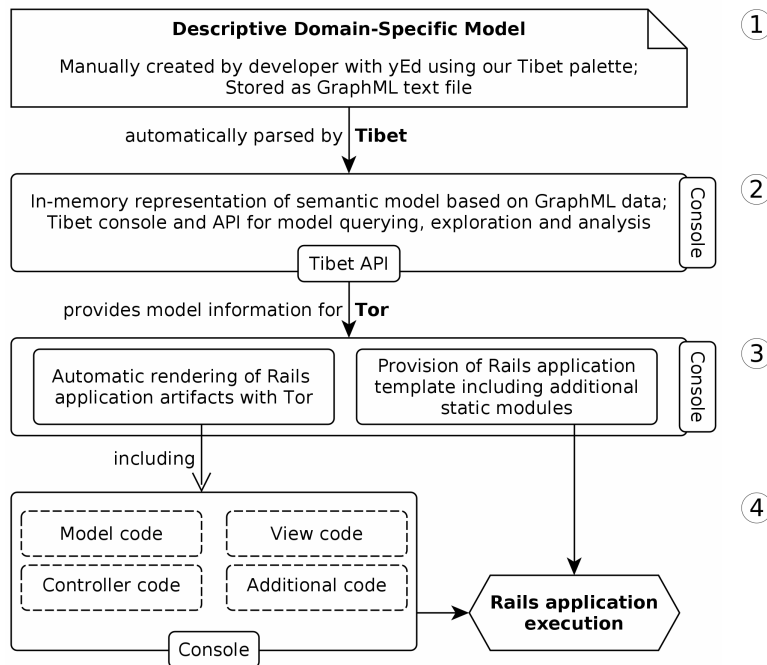 Descriptive Domain-Specific Model
1
Manually created by developer with yEd using our Tibet palette;
Stored as GraphML text file
automatically parsed by Tibet
2
In-memory representation of semantic model based on GraphML data;
Tibet console and API for model querying, exploration and analysis
Console
Tibet API
provides model information for Tor
3
Automatic rendering of Rails
application artifacts with Tor
Provision of Rails application
template including additional
static modules
Console
including
4
Model code
View code
Controller code
Additional code
Console
Rails application
execution